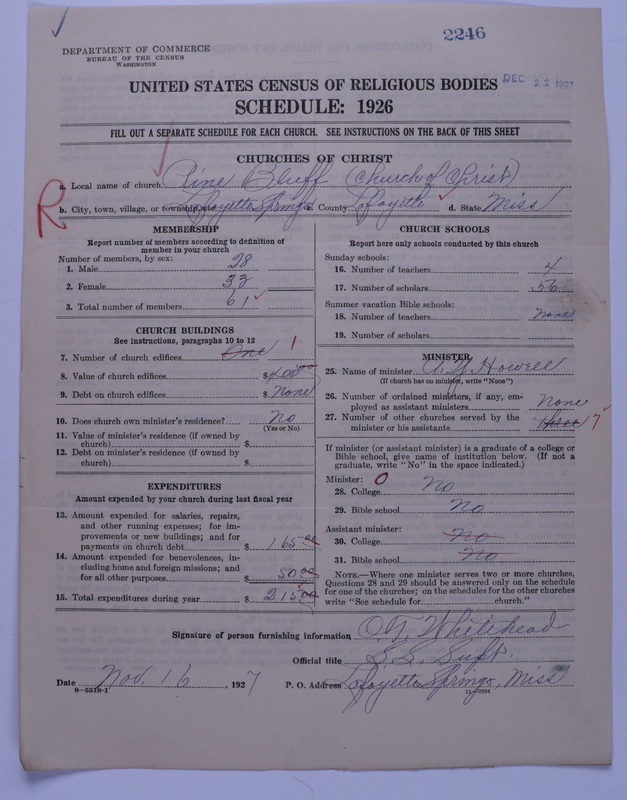 2246
DEPARTMENT OF COMMERCE
BUREAU OF THE CENSUS
WASHINGTON
DEC 22 1927
UNITED STATES CENSUS OF RELIGIOUS BODIES
SCHEDULE: 1926
FILL OUT A SEPARATE SCHEDULE FOR EACH CHURCH. SEE INSTRUCTIONS ON THE BACK OF THIS SHEET
CHURCHES OF CHRIST
a. Local name of church Pine Bluff (Church of Christ)
R
b. City, town, village, or township, etc. Lafayette Springs c. County Lafayette d. State Miss
MEMBERSHIP
Report number of members according to definition of member in your church
Number of members, by sex:
1. Male 28
2. Female 33
3. Total number of members 61
CHURCH BUILDINGS
See instructions, paragraphs 10 to 12
7. Number of church edifices One 1
8. Value of church edifices $400.00
9. Debt on church edifices $None
10. Does church own minister's residence? No
(Yes or No)
11. Value of minister's residence (if owned by
church) $
12. Debt on minister's residence (if owned by
church) $
EXPENDITURES
Amount expended by your church during last fiscal year
13. Amount expended for salaries, repairs,
and other running expenses; for im-
provements or new buildings; and for
payments on church debt $165.00
14. Amount expended for benevolences, in-
cluding home and foreign missions; and
for all other purposes $50.00
15. Total expenditures during year $215.00
CHURCH SCHOOLS
Report here only schools conducted by this church
Sunday schools:
16. Number of teachers 4
17. Number of scholars 56
Summer vacation Bible schools:
18. Number of teachers None
19. Number of scholars
MINISTER
25. Name of minister Howell
(If church has no minister, write "None")
26. Number of ordained ministers, if any, em-
ployed as assistant ministers None
27. Number of other churches served by the
minister or his assistants three 7
If minister (or assistant minister) is a graduate of a college or
Bible school, give name of institution below. (If not a
graduate, write "No" in the space indicated.)
Minister: 0
28. College No
29. Bible school No
Assistant minister:
30. College No
31. Bible school No
NOTE.—Where one minister serves two or more churches,
Questions 28 and 29 should be answered only on the schedule
for one of the churches; on the schedules for the other churches
write "See schedule for church."
Signature of person furnishing information O. T. Whitehead
Official title S. S. Supt.
Date Nov. 16, 1927 P. O. Address Lafayette Springs, Miss
8—5518-1